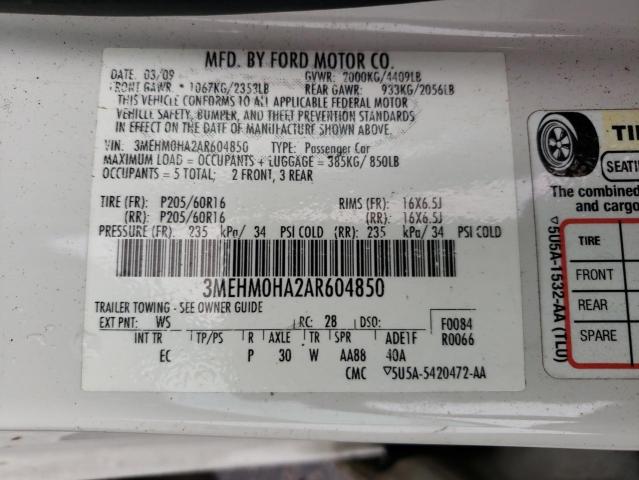 MFD. BY FORD MOTOR CO.
DATE: 03/09 GVWR: 2000KG/4409LB
FRONT GAWR: 1067KG/2353LB REAR GAWR: 933KG/2056LB
THIS VEHICLE CONFORMS TO ALL APPLICABLE FEDERAL MOTOR
VEHICLE SAFETY, BUMPER, AND THEFT PREVENTION STANDARDS
IN EFFECT ON THE DATE OF MANUFACTURE SHOWN ABOVE.
VIN: 3MEHM0HA2AR604850 TYPE: Passenger Car
MAXIMUM LOAD = OCCUPANTS + LUGGAGE = 385KG/850LB
OCCUPANTS = 5 TOTAL: 2 FRONT, 3 REAR
TIRE (FR): P205/60R16 RIMS (FR): 16X6.5J
(RR): P205/60R16 (RR): 16X6.5J
PRESSURE (FR): 235 kPa/ 34 PSI COLD (RR): 235 kPa/ 34 PSI COLD
3MEHM0HA2AR604850
TRAILER TOWING - SEE OWNER GUIDE
EXT PNT: WS RC: 28 DSO: F0084
INT TR TP/PS R AXLE TR SPR ADE1F R0066
EC P 30 W AA88 40A
CMC ▽5U5A-5420472-AA
▽5U5A-1532-AA (TL0)
SEATI
The combined
and cargo
TIRE
FRONT
REAR
SPARE